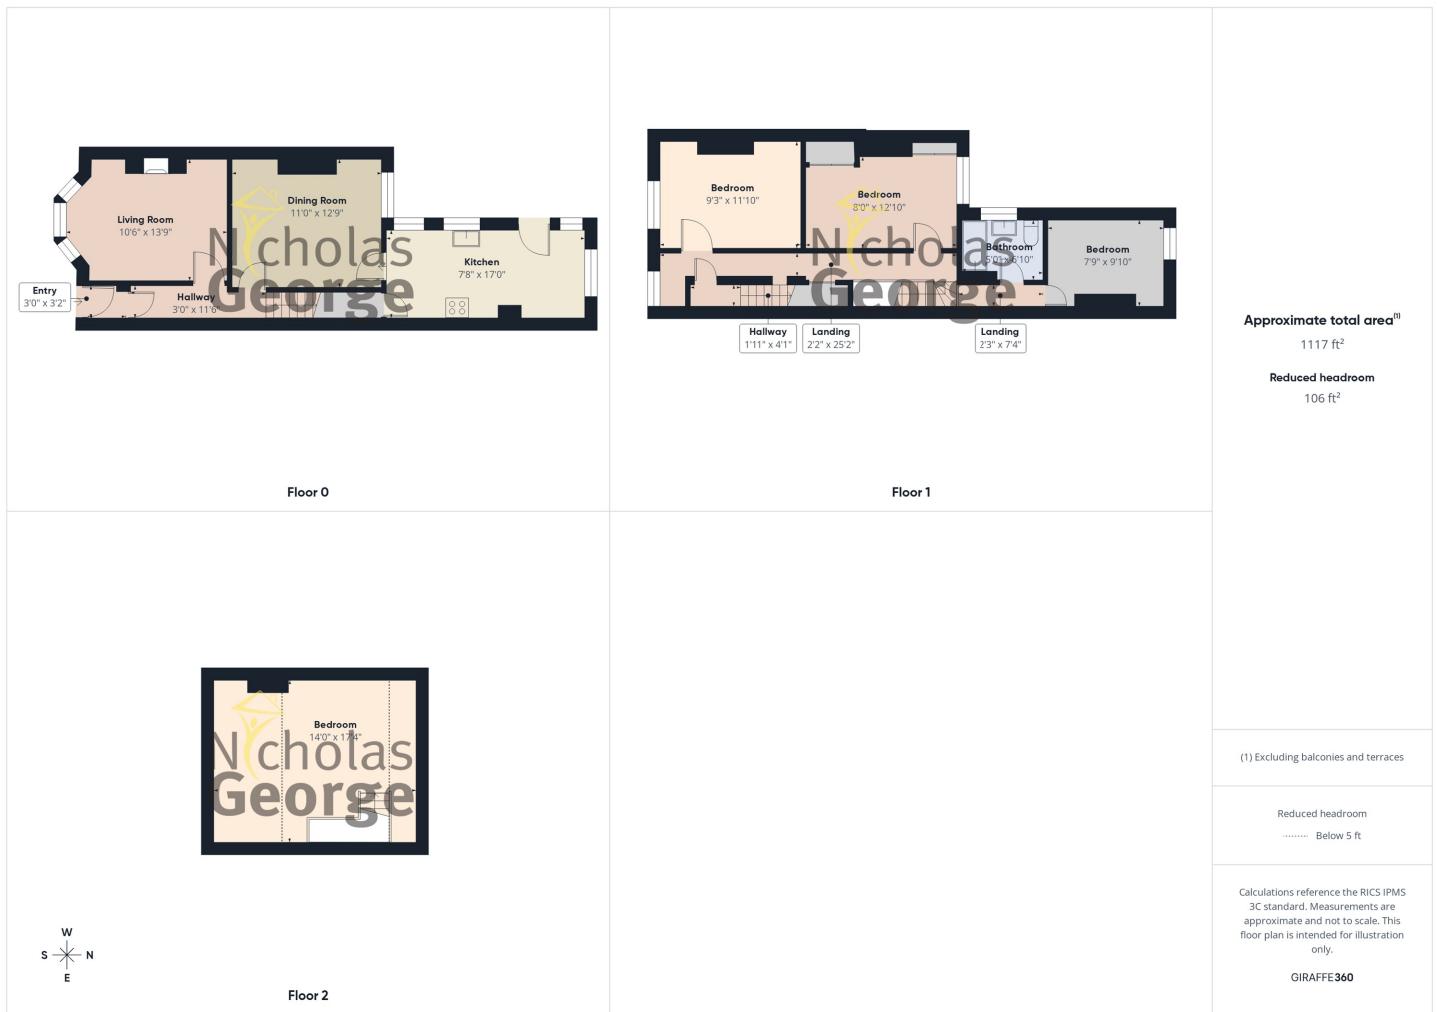 Living Room
10'6" x 13'9"
Dining Room
11'0" x 12'9"
Kitchen
7'8" x 17'0"
Entry
3'0" x 3'2"
Hallway
3'0" x 11'6"
Nicholas
George
Floor 0
Bedroom
9'3" x 11'10"
Bedroom
8'0" x 12'10"
Bathroom
5'0" x 6'10"
Bedroom
7'9" x 9'10"
Nicholas
George
Hallway
1'11" x 4'1"
Landing
2'2" x 25'2"
Landing
2'3" x 7'4"
Floor 1
Bedroom
14'0" x 17'4"
Nicholas
George
W
S N
E
Floor 2
Approximate total area(1)
1117 ft²
Reduced headroom
106 ft²
(1) Excluding balconies and terraces
Reduced headroom
Below 5 ft
Calculations reference the RICS IPMS
3C standard. Measurements are
approximate and not to scale. This
floor plan is intended for illustration
only.
GIRAFFE360